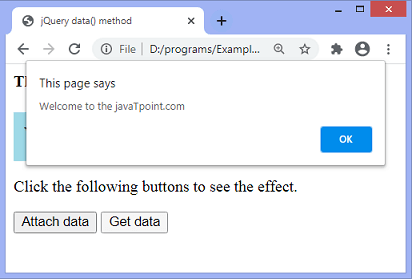 jQuery data() method
File | D:/programs/Exampl...
This page says
Welcome to the javaTpoint.com
OK
Click the following buttons to see the effect.
Attach data Get data